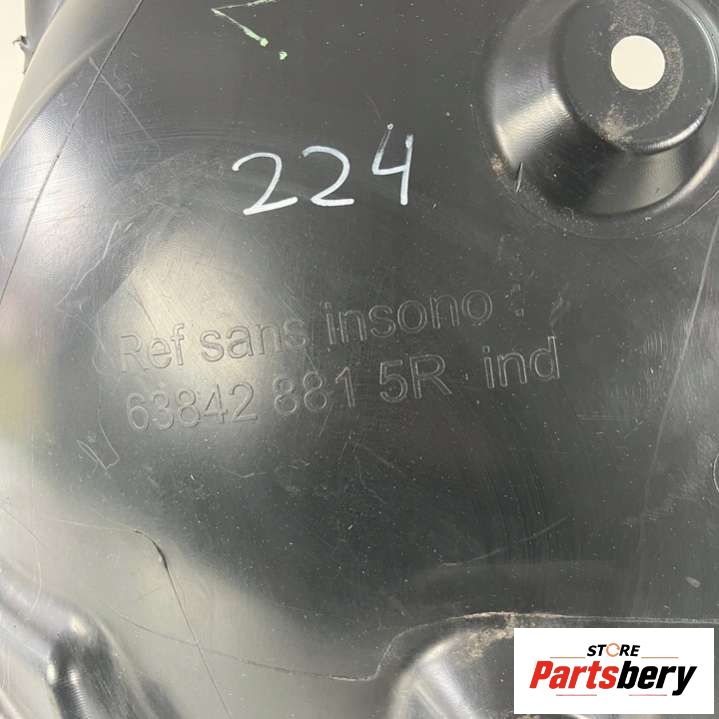 224
Ref sans insono :
63842 881 5R ind
STORE
Partsbery